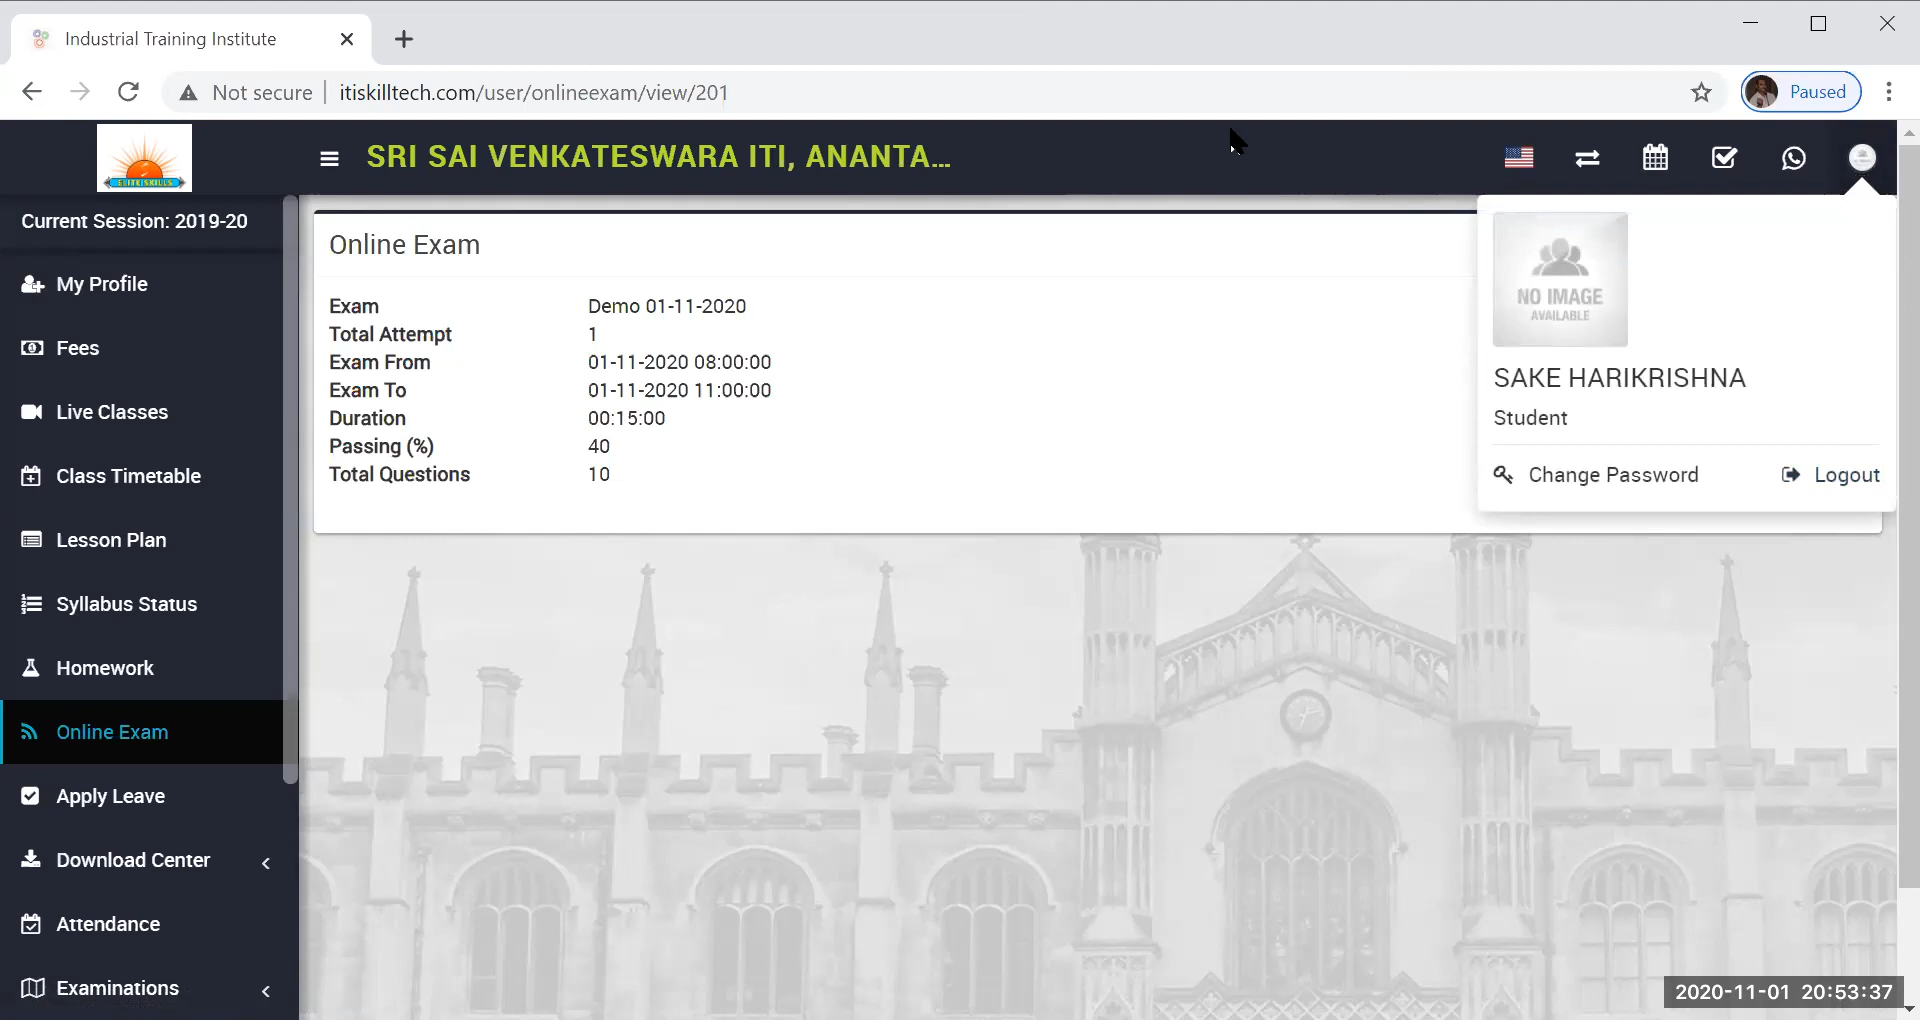 Industrial Training Institute
Not secure itiskilltech.com/user/onlineexam/view/201
Paused
ELITEISKILLS
SRI SAI VENKATESWARA ITI, ANANTA...
Current Session: 2019-20
My Profile
Fees
Live Classes
Class Timetable
Lesson Plan
Syllabus Status
Homework
Online Exam
Apply Leave
Download Center
Attendance
Examinations
Online Exam
Exam Demo 01-11-2020
Total Attempt 1
Exam From 01-11-2020 08:00:00
Exam To 01-11-2020 11:00:00
Duration 00:15:00
Passing (%) 40
Total Questions 10
NO IMAGE
AVAILABLE
SAKE HARIKRISHNA
Student
Change Password Logout
2020-11-01 20:53:37